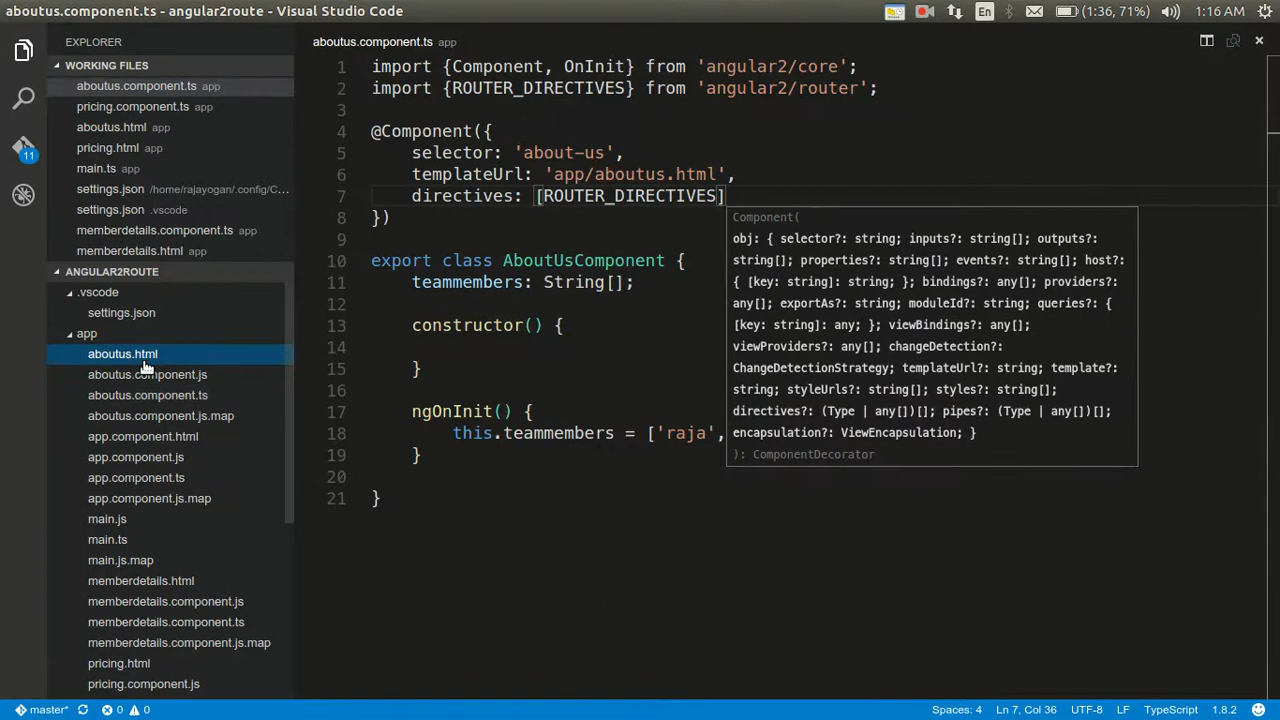 aboutus.component.ts - angular2route - Visual Studio Code
En
(1:36, 71%)
1:16 AM
EXPLORER
WORKING FILES
aboutus.component.ts app
pricing.component.ts app
aboutus.html app
pricing.html app
main.ts app
settings.json /home/rajayogan/.config/C...
settings.json .vscode
memberdetails.component.ts app
memberdetails.html app
ANGULAR2ROUTE
.vscode
settings.json
app
aboutus.html
aboutus.component.js
aboutus.component.ts
aboutus.component.js.map
app.component.html
app.component.js
app.component.ts
app.component.js.map
main.js
main.ts
main.js.map
memberdetails.html
memberdetails.component.js
memberdetails.component.ts
memberdetails.component.js.map
pricing.html
pricing.component.js
11
aboutus.component.ts app
1 import {Component, OnInit} from 'angular2/core';
2 import {ROUTER_DIRECTIVES} from 'angular2/router';
3
4 @Component({
5 selector: 'about-us',
6 templateUrl: 'app/aboutus.html',
7 directives: [ROUTER_DIRECTIVES]
8 })
9
10 export class AboutUsComponent {
11 teammembers: String[];
12
13 constructor() {
14
15 }
16
17 ngOnInit() {
18 this.teammembers = ['raja',
19 }
20
21 }
Component(
obj: { selector?: string; inputs?: string[]; outputs?:
string[]; properties?: string[]; events?: string[]; host?:
{ [key: string]: string; }; bindings?: any[]; providers?:
any[]; exportAs?: string; moduleId?: string; queries?: {
[key: string]: any; }; viewBindings?: any[];
viewProviders?: any[]; changeDetection?:
ChangeDetectionStrategy; templateUrl?: string; template?:
string; styleUrls?: string[]; styles?: string[];
directives?: (Type | any[])[]; pipes?: (Type | any[])[];
encapsulation?: ViewEncapsulation; }
): ComponentDecorator
master* 0 0
Spaces: 4 Ln 7, Col 36 UTF-8 LF TypeScript 1.8.2